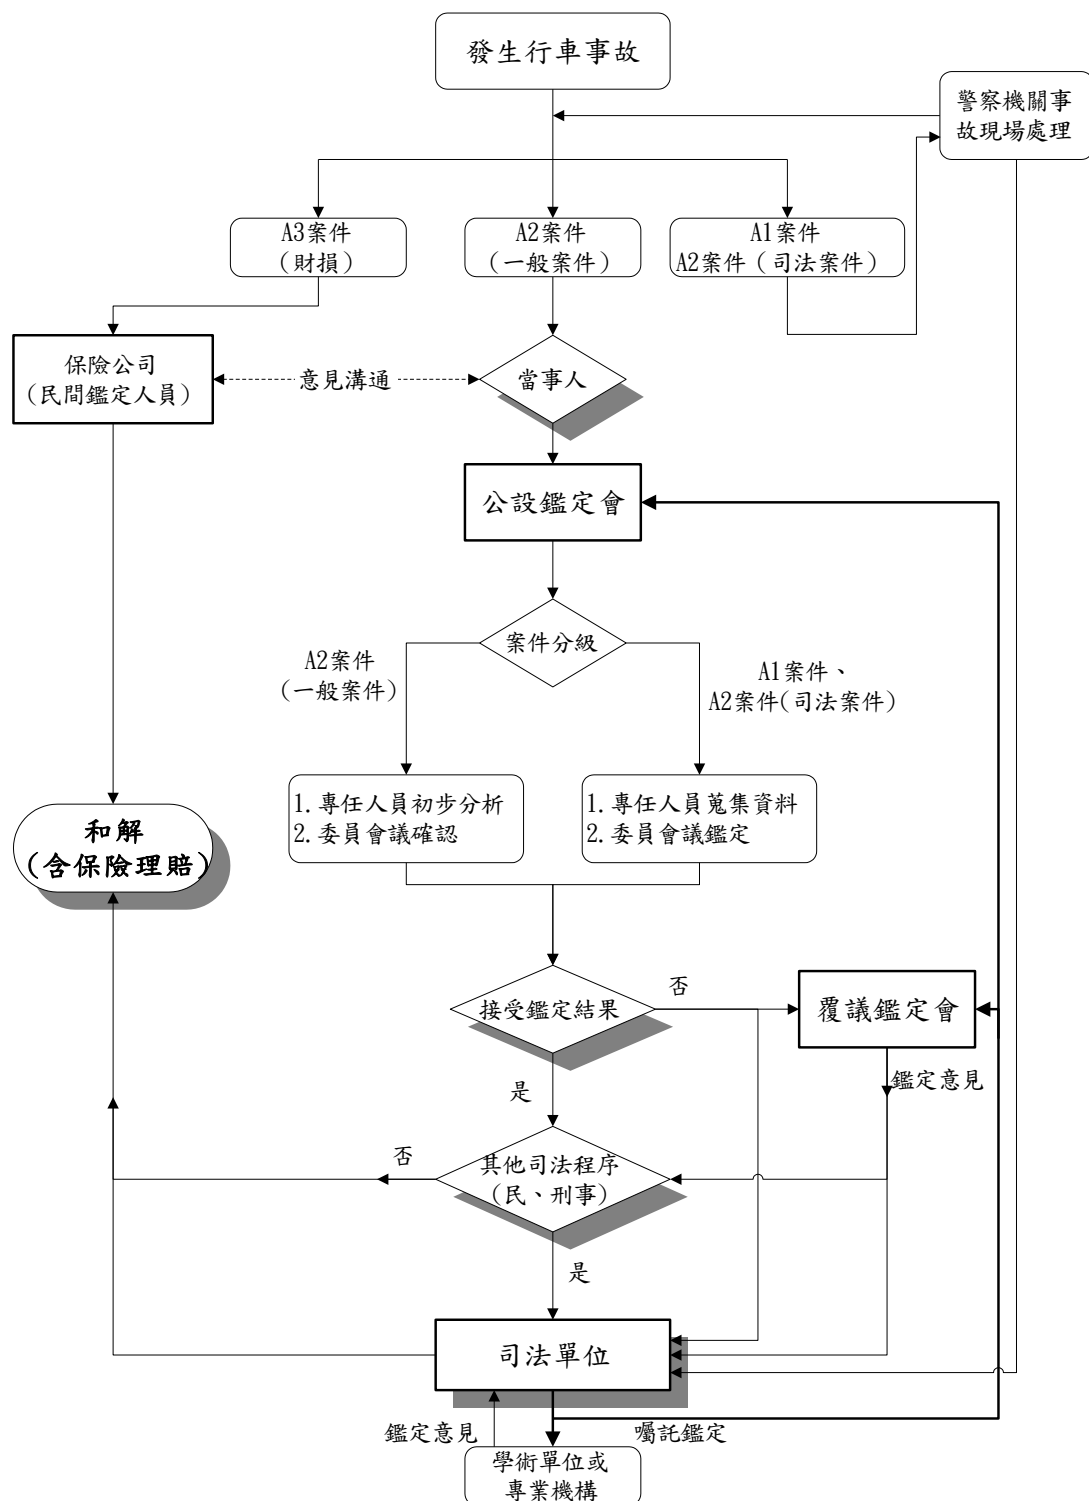 發生行車事故
警察機關事
故現場處理
A3案件
（財損）
A2案件
（一般案件）
A1案件
A2案件（司法案件）
保險公司
（民間鑑定人員）
意見溝通
當事人
公設鑑定會
案件分級
A2案件
(一般案件)
A1案件、
A2案件(司法案件)
1.專任人員初步分析
2.委員會議確認
1.專任人員蒐集資料
2.委員會議鑑定
和解
(含保險理賠)
接受鑑定結果
否
覆議鑑定會
鑑定意見
是
否
其他司法程序
(民、刑事)
是
司法單位
鑑定意見
囑託鑑定
學術單位或
專業機構